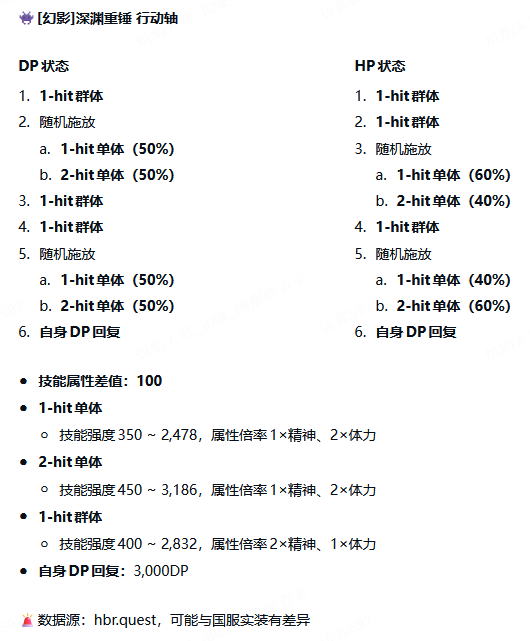 [幻影]深渊重锤 行动轴
DP 状态
1. 1-hit 群体
2. 随机施放
a. 1-hit 单体（50%）
b. 2-hit 单体（50%）
3. 1-hit 群体
4. 1-hit 群体
5. 随机施放
a. 1-hit 单体（50%）
b. 2-hit 单体（50%）
6. 自身 DP 回复
HP 状态
1. 1-hit 群体
2. 1-hit 群体
3. 随机施放
a. 1-hit 单体（60%）
b. 2-hit 单体（40%）
4. 1-hit 群体
5. 随机施放
a. 1-hit 单体（40%）
b. 2-hit 单体（60%）
6. 自身 DP 回复
● 技能属性差值：100
● 1-hit 单体
○ 技能强度 350 ~ 2,478，属性倍率 1×精神、2×体力
● 2-hit 单体
○ 技能强度 450 ~ 3,186，属性倍率 1×精神、2×体力
● 1-hit 群体
○ 技能强度 400 ~ 2,832，属性倍率 2×精神、1×体力
● 自身 DP 回复：3,000DP
数据源：hbr.quest，可能与国服实装有差异